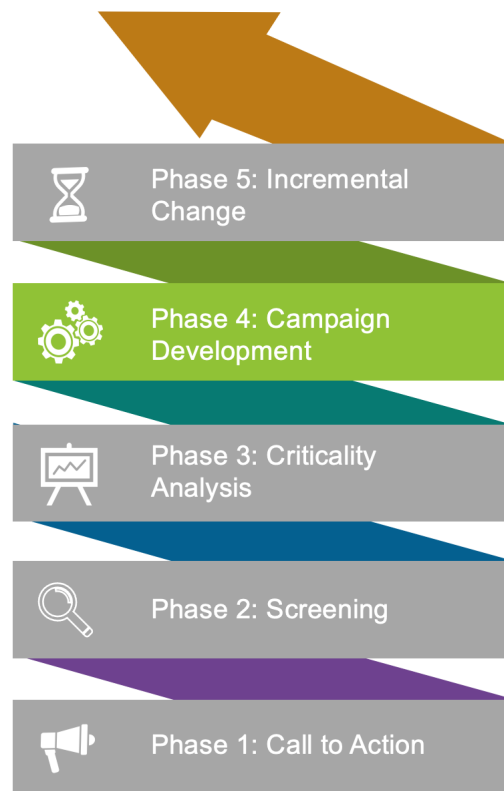 Phase 5: Incremental
Change
Phase 4: Campaign
Development
Phase 3: Criticality
Analysis
Phase 2: Screening
Phase 1: Call to Action